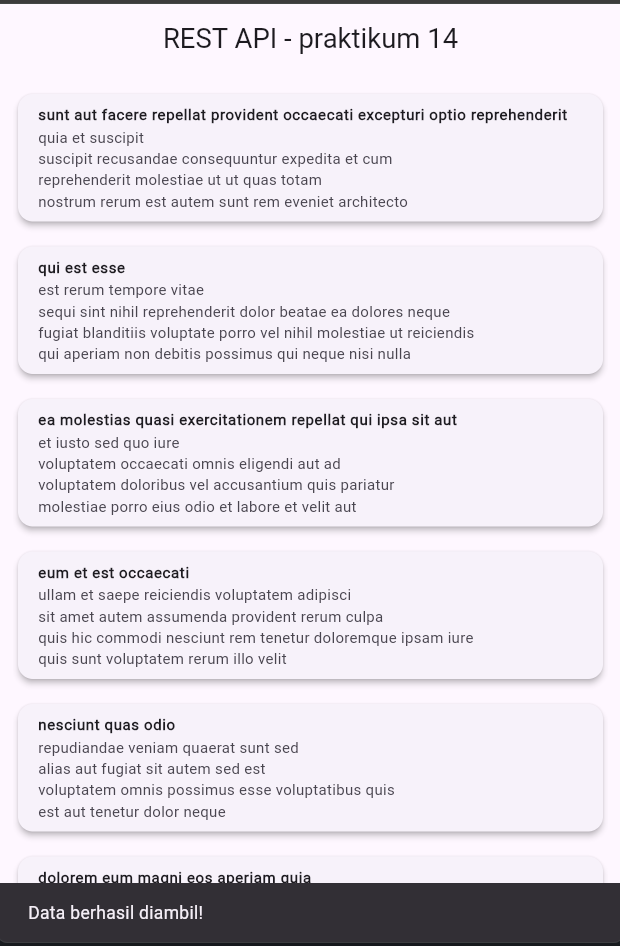 REST API - praktikum 14
sunt aut facere repellat provident occaecati excepturi optio reprehenderit
quia et suscipit
suscipit recusandae consequuntur expedita et cum
reprehenderit molestiae ut ut quas totam
nostrum rerum est autem sunt rem eveniet architecto
qui est esse
est rerum tempore vitae
sequi sint nihil reprehenderit dolor beatae ea dolores neque
fugiat blanditiis voluptate porro vel nihil molestiae ut reiciendis
qui aperiam non debitis possimus qui neque nisi nulla
ea molestias quasi exercitationem repellat qui ipsa sit aut
et iusto sed quo iure
voluptatem occaecati omnis eligendi aut ad
voluptatem doloribus vel accusantium quis pariatur
molestiae porro eius odio et labore et velit aut
eum et est occaecati
ullam et saepe reiciendis voluptatem adipisci
sit amet autem assumenda provident rerum culpa
quis hic commodi nesciunt rem tenetur doloremque ipsam iure
quis sunt voluptatem rerum illo velit
nesciunt quas odio
repudiandae veniam quaerat sunt sed
alias aut fugiat sit autem sed est
voluptatem omnis possimus esse voluptatibus quis
est aut tenetur dolor neque
dolorem eum magni eos aperiam quia
Data berhasil diambil!